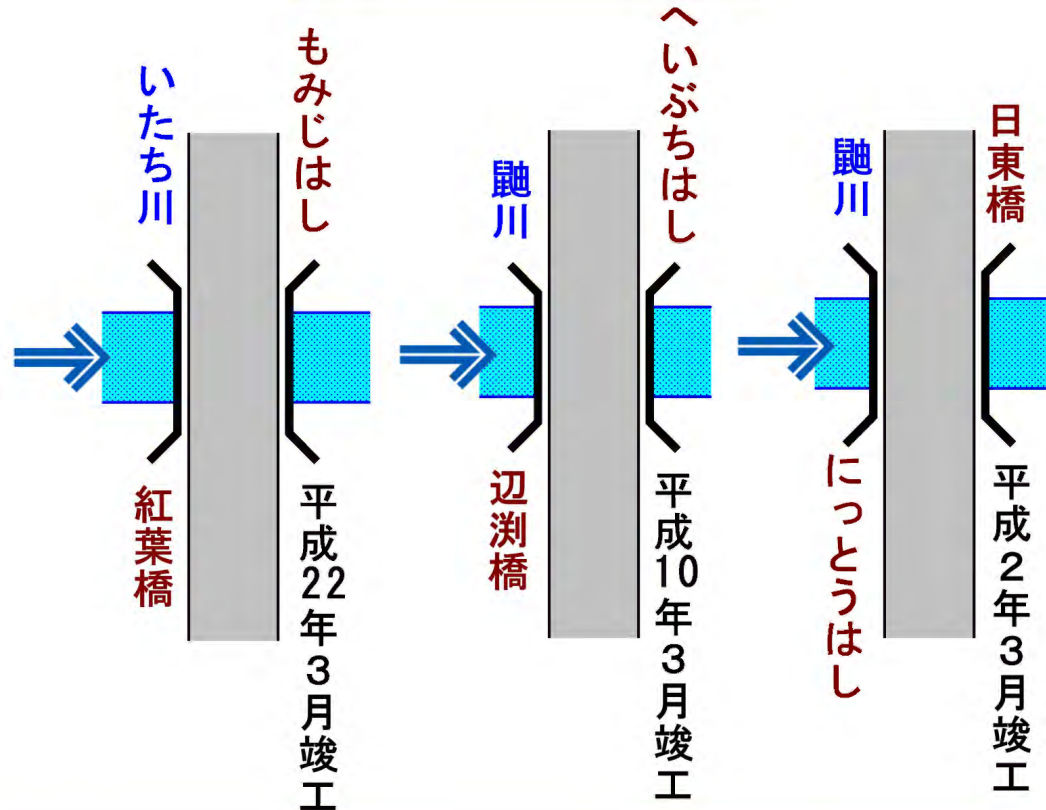 いたち川
もみじはし
紅葉橋
平成22年3月竣工
鼬川
へいぶちはし
辺渕橋
平成10年3月竣工
鼬川
日東橋
にっとうはし
平成2年3月竣工